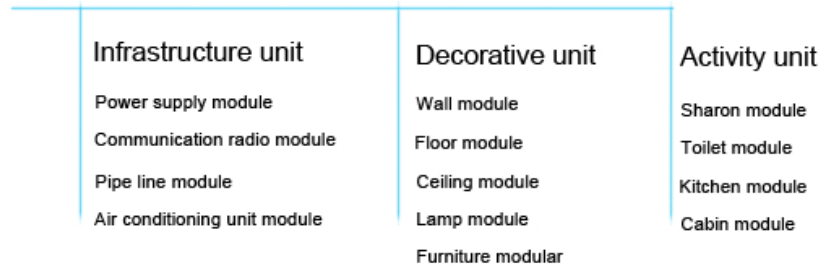 Infrastructure unit
Power supply module
Communication radio module
Pipe line module
Air conditioning unit module
Decorative unit
Wall module
Floor module
Ceiling module
Lamp module
Furniture modular
Activity unit
Sharon module
Toilet module
Kitchen module
Cabin module